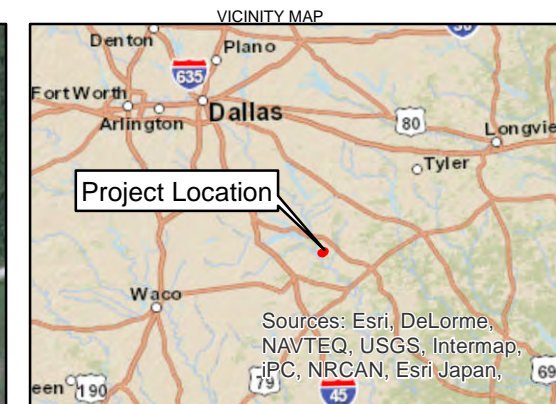 VICINITY MAP
30
Denton
Plano
635
Fort Worth
Dallas
Arlington
80
Longvie
Tyler
Project Location
Waco
Sources: Esri, DeLorme,
NAVTEQ, USGS, Intermap,
iPC, NRCAN, Esri Japan,
een
190
79
45
69